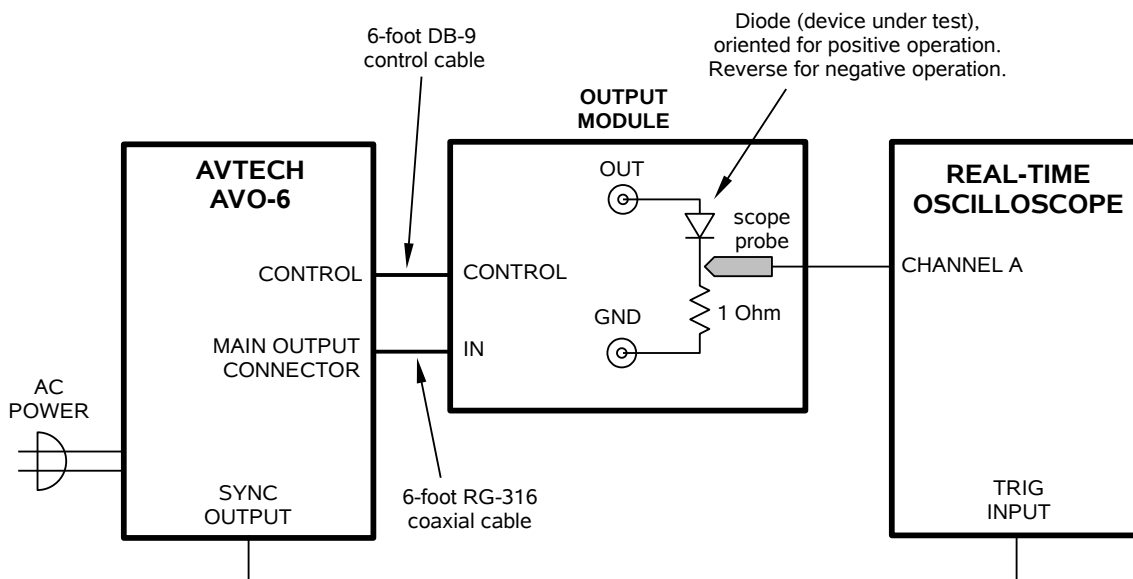 6-foot DB-9
control cable
Diode (device under test),
oriented for positive operation.
Reverse for negative operation.
OUTPUT
MODULE
AVTECH
AVO-6
OUT
scope
probe
REAL-TIME
OSCILLOSCOPE
CONTROL
CONTROL
CHANNEL A
1 Ohm
GND
MAIN OUTPUT
CONNECTOR
IN
AC
POWER
SYNC
OUTPUT
6-foot RG-316
coaxial cable
TRIG
INPUT